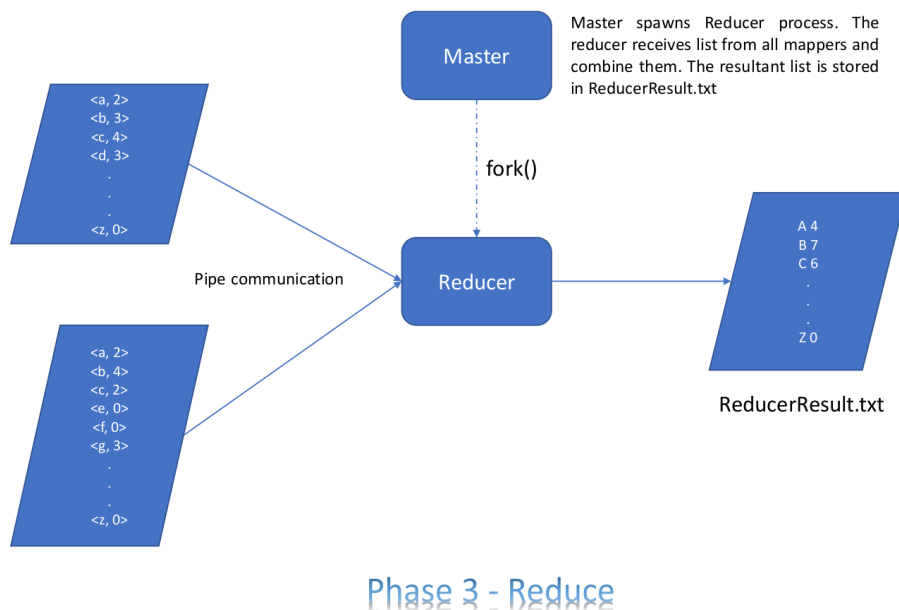 Master
Master spawns Reducer process. The
reducer receives list from all mappers and
combine them. The resultant list is stored
in ReducerResult.txt
<a, 2>
<b, 3>
<c, 4>
<d, 3>
.
.
.
<z, 0>
fork()
Pipe communication
Reducer
A 4
B 7
C 6
.
.
.
Z 0
ReducerResult.txt
<a, 2>
<b, 4>
<c, 2>
<e, 0>
<f, 0>
<g, 3>
.
.
.
<z, 0>
Phase 3 - Reduce